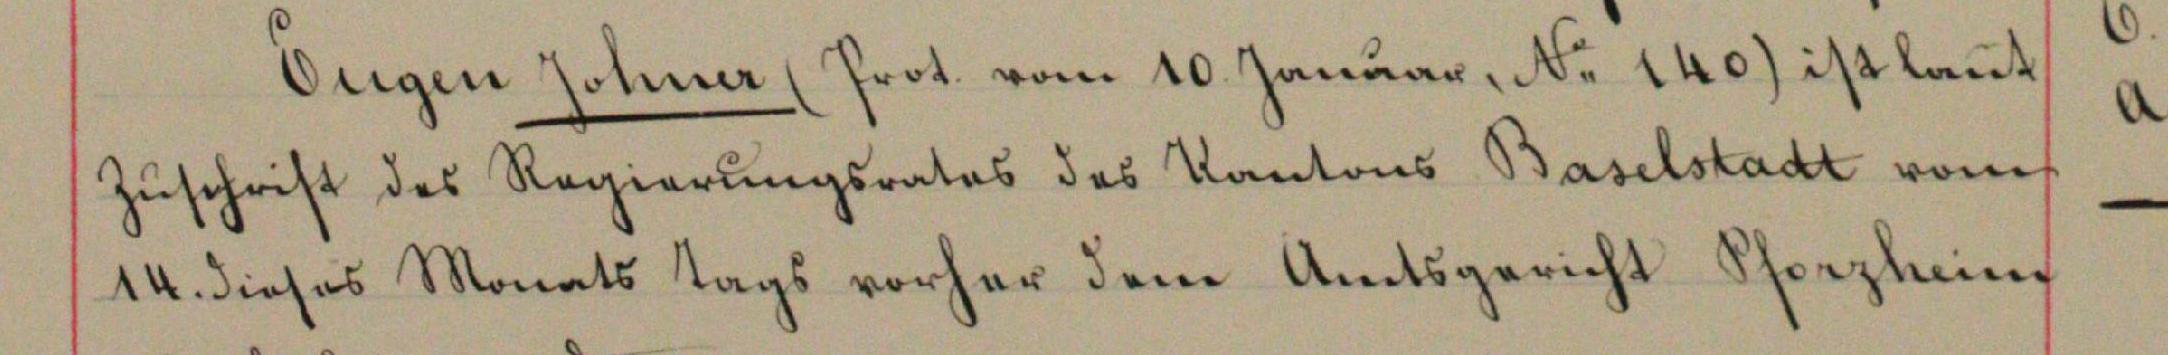 Eugen Johner (Prot. vom 10. Januar, No 140) ist laut
Zuschrift des Regierungsrates des Kantons Baselstadt vom
14. dieses Monats tags vorher dem Amtsgericht Pforzheim